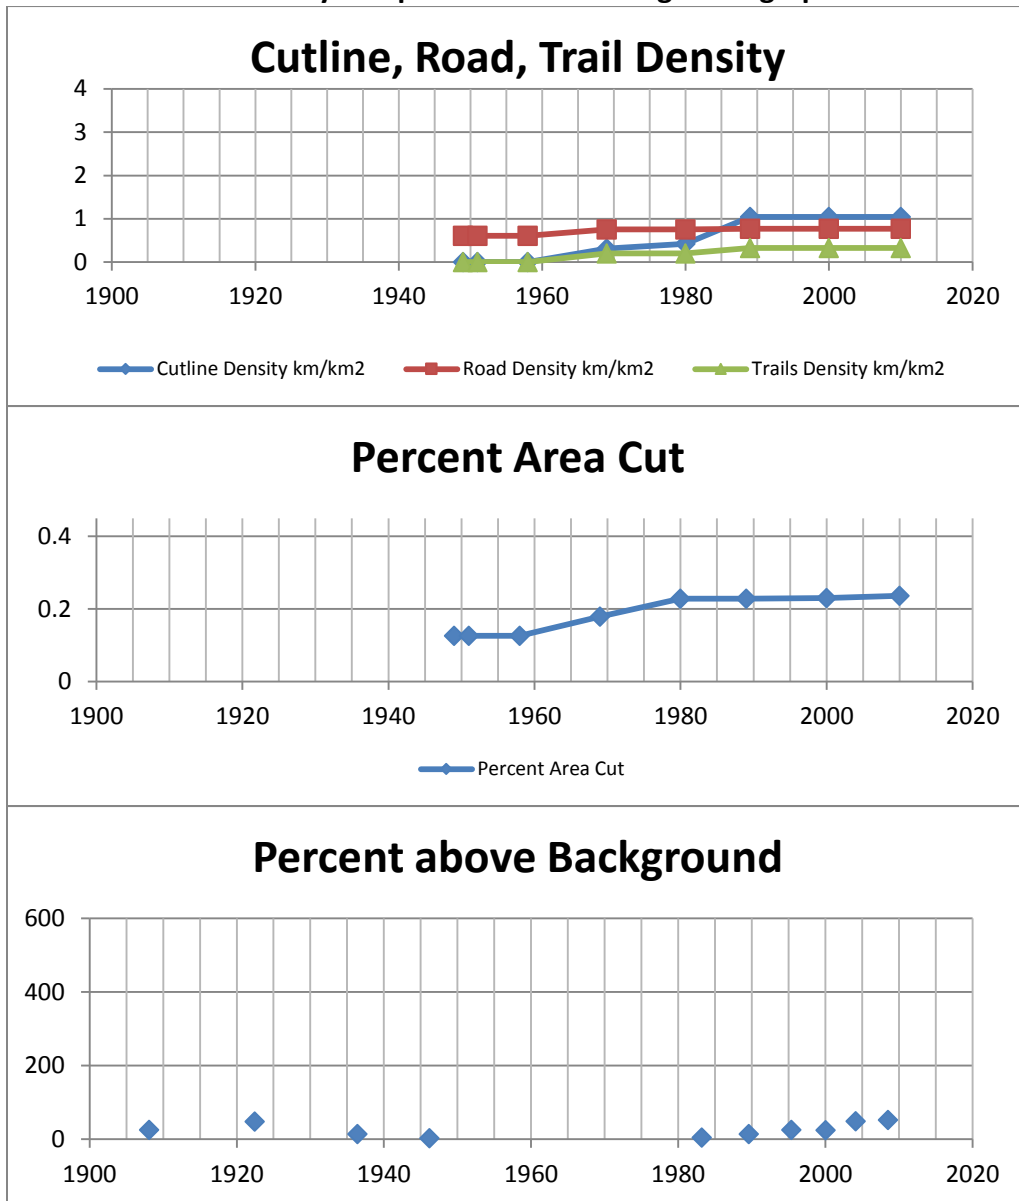 Cutline, Road, Trail Density
4
3
2
1
0
1900 1920 1940 1960 1980 2000 2020
Cutline Density km/km2 Road Density km/km2 Trails Density km/km2
Percent Area Cut
0.4
0.2
0
1900 1920 1940 1960 1980 2000 2020
Percent Area Cut
Percent above Background
600
400
200
0
1900 1920 1940 1960 1980 2000 2020